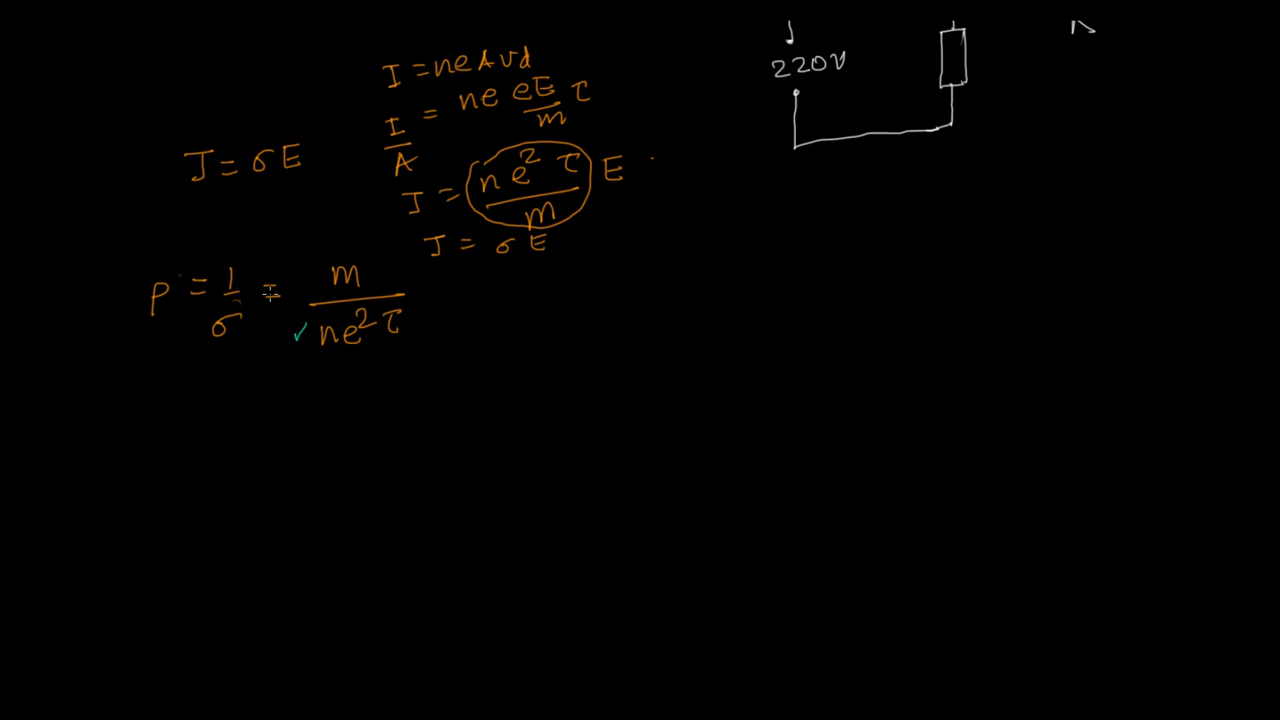 I = neAvd
I/A = ne eE/m τ
J = σE
J = (ne²τ/m) E
J = σE
ρ = 1/σ = m/ne²τ
✓
220V